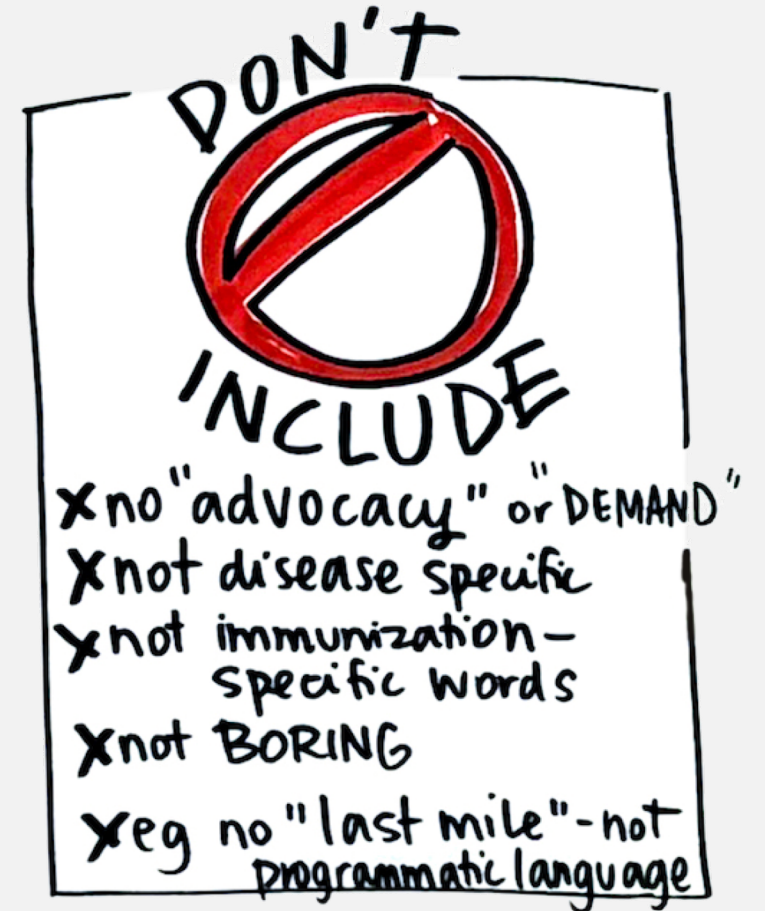 DON'T
INCLUDE
X no "advocacy" or "DEMAND"
X not disease specific
X not immunization-
specific words
X not BORING
X eg no "last mile" - not
programmatic language